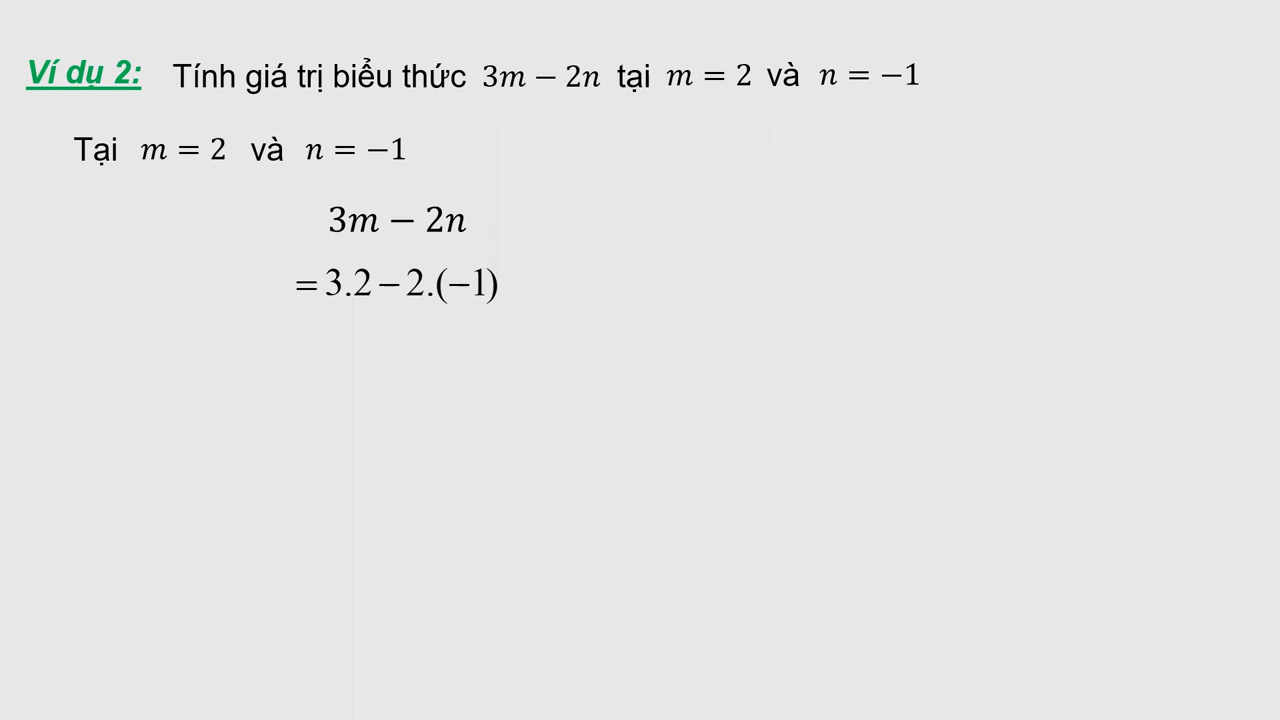 Ví dụ 2: Tính giá trị biểu thức 3m − 2n tại m = 2 và n = −1
Tại m = 2 và n = −1
3m − 2n
= 3.2 − 2.(−1)